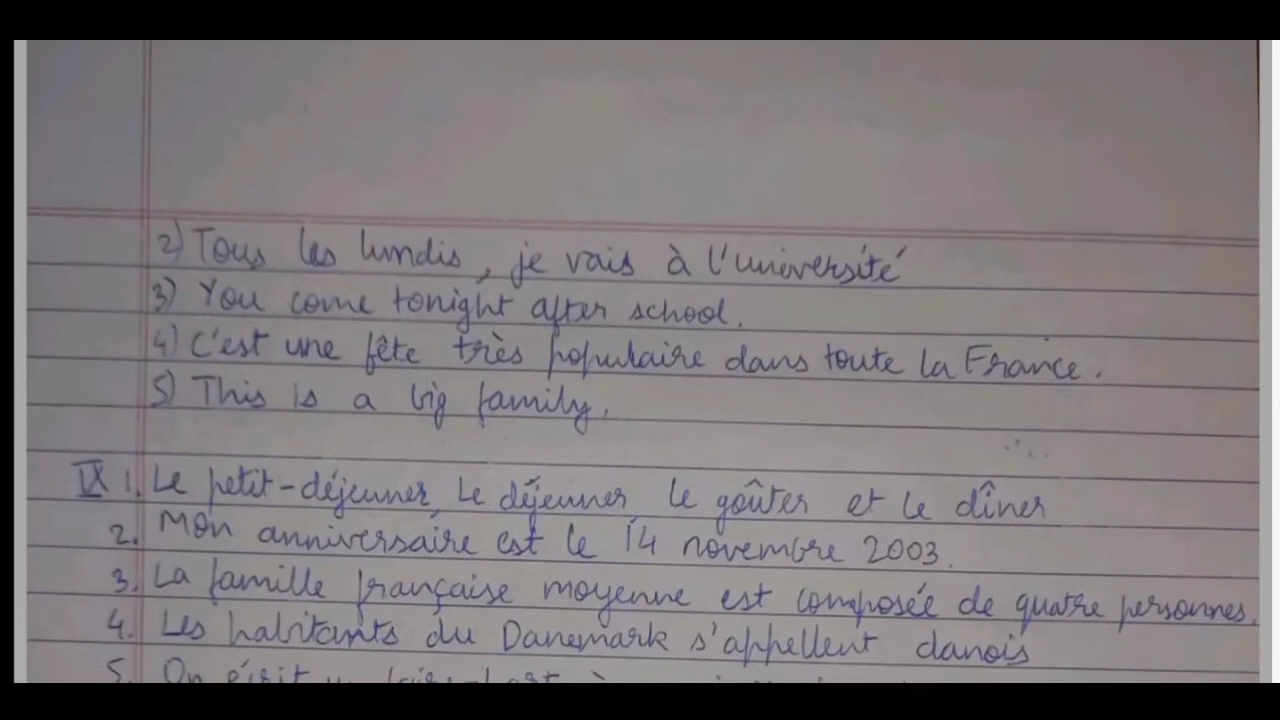 2) Tous les lundis, je vais à l'université
3) You come tonight after school.
4) C'est une fête très populaire dans toute la France.
5) This is a big family.
IX 1. Le petit-déjeuner, le déjeuner, le goûter et le dîner
2. Mon anniversaire est le 14 novembre 2003.
3. La famille française moyenne est composée de quatre personnes.
4. Les habitants du Danemark s'appellent danois
5. On écrit